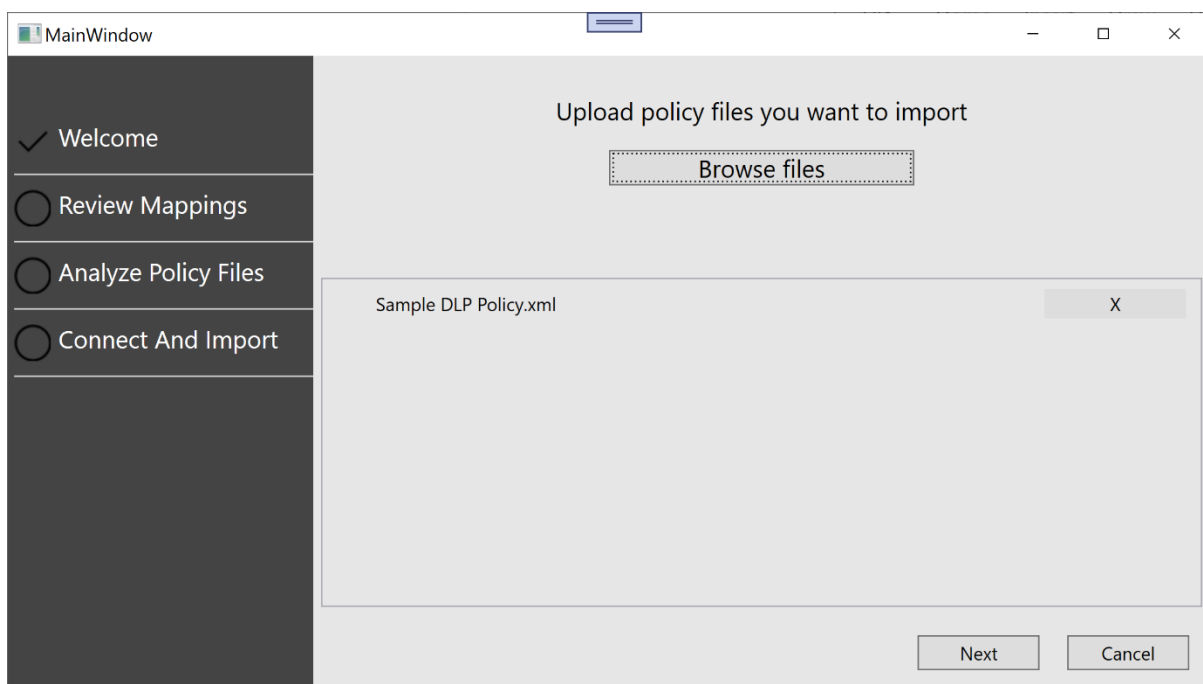 MainWindow
Welcome
Review Mappings
Analyze Policy Files
Connect And Import
Upload policy files you want to import
Browse files
Sample DLP Policy.xml
X
Next
Cancel